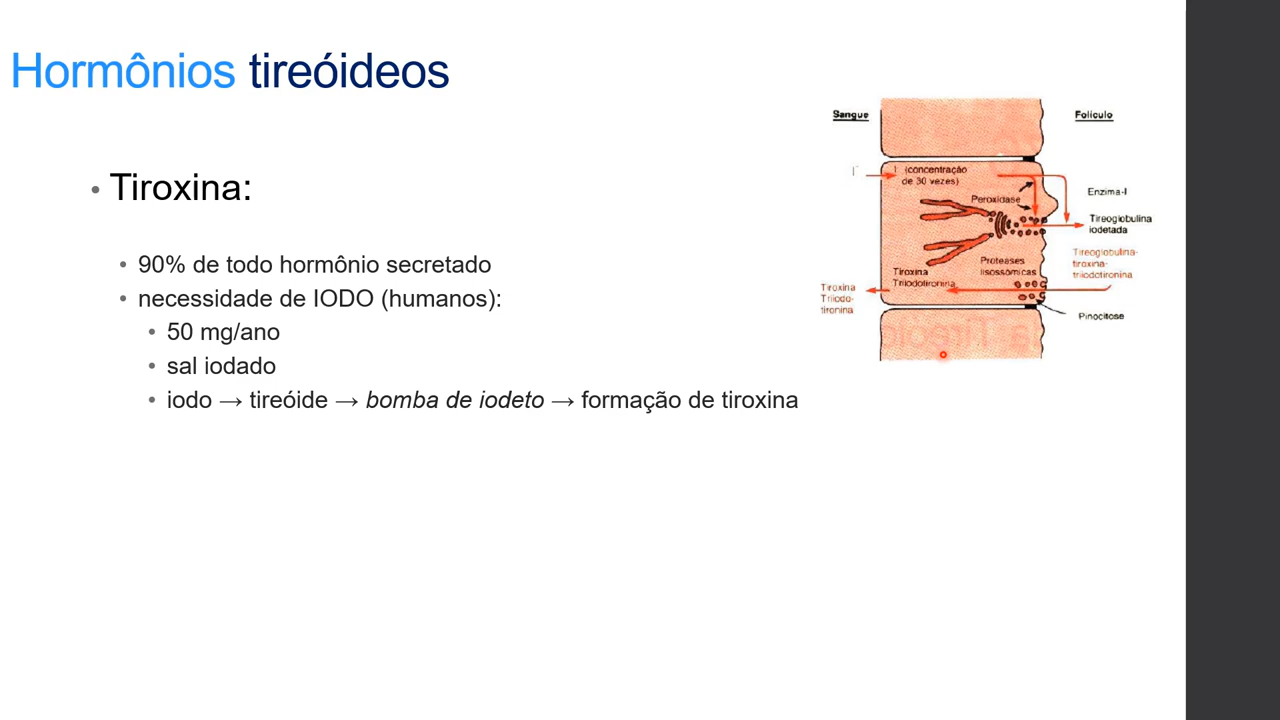 Hormônios tireóideos
• Tiroxina:
• 90% de todo hormônio secretado
• necessidade de IODO (humanos):
• 50 mg/ano
• sal iodado
• iodo → tireóide → bomba de iodeto → formação de tiroxina
Sangue
Folículo
I⁻
I⁻ (concentração
de 30 vezes)
Peroxidase
Enzima-I
Tireoglobulina
iodetada
Tireoglobulina-
tiroxina-
triiodotironina
Proteases
lisossômicas
Tiroxina
Triiodotironina
Tiroxina
Triiodo-
tironina
Pinocitose